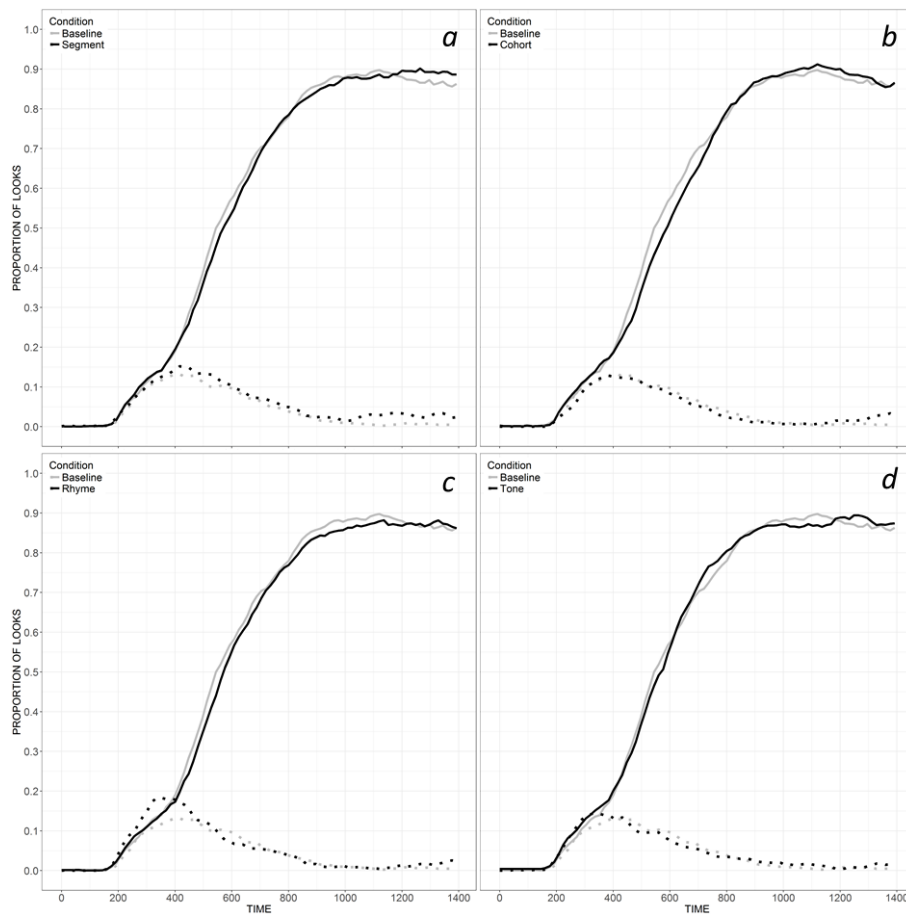 Condition
Baseline
Segment
a
1.0
0.9
0.8
0.7
0.6
0.5
0.4
0.3
0.2
0.1
0.0
PROPORTION OF LOOKS
Condition
Baseline
Cohort
b
Condition
Baseline
Rhyme
c
1.0
0.9
0.8
0.7
0.6
0.5
0.4
0.3
0.2
0.1
0.0
PROPORTION OF LOOKS
0 200 400 600 800 1000 1200 1400
TIME
Condition
Baseline
Tone
d
0 200 400 600 800 1000 1200 1400
TIME